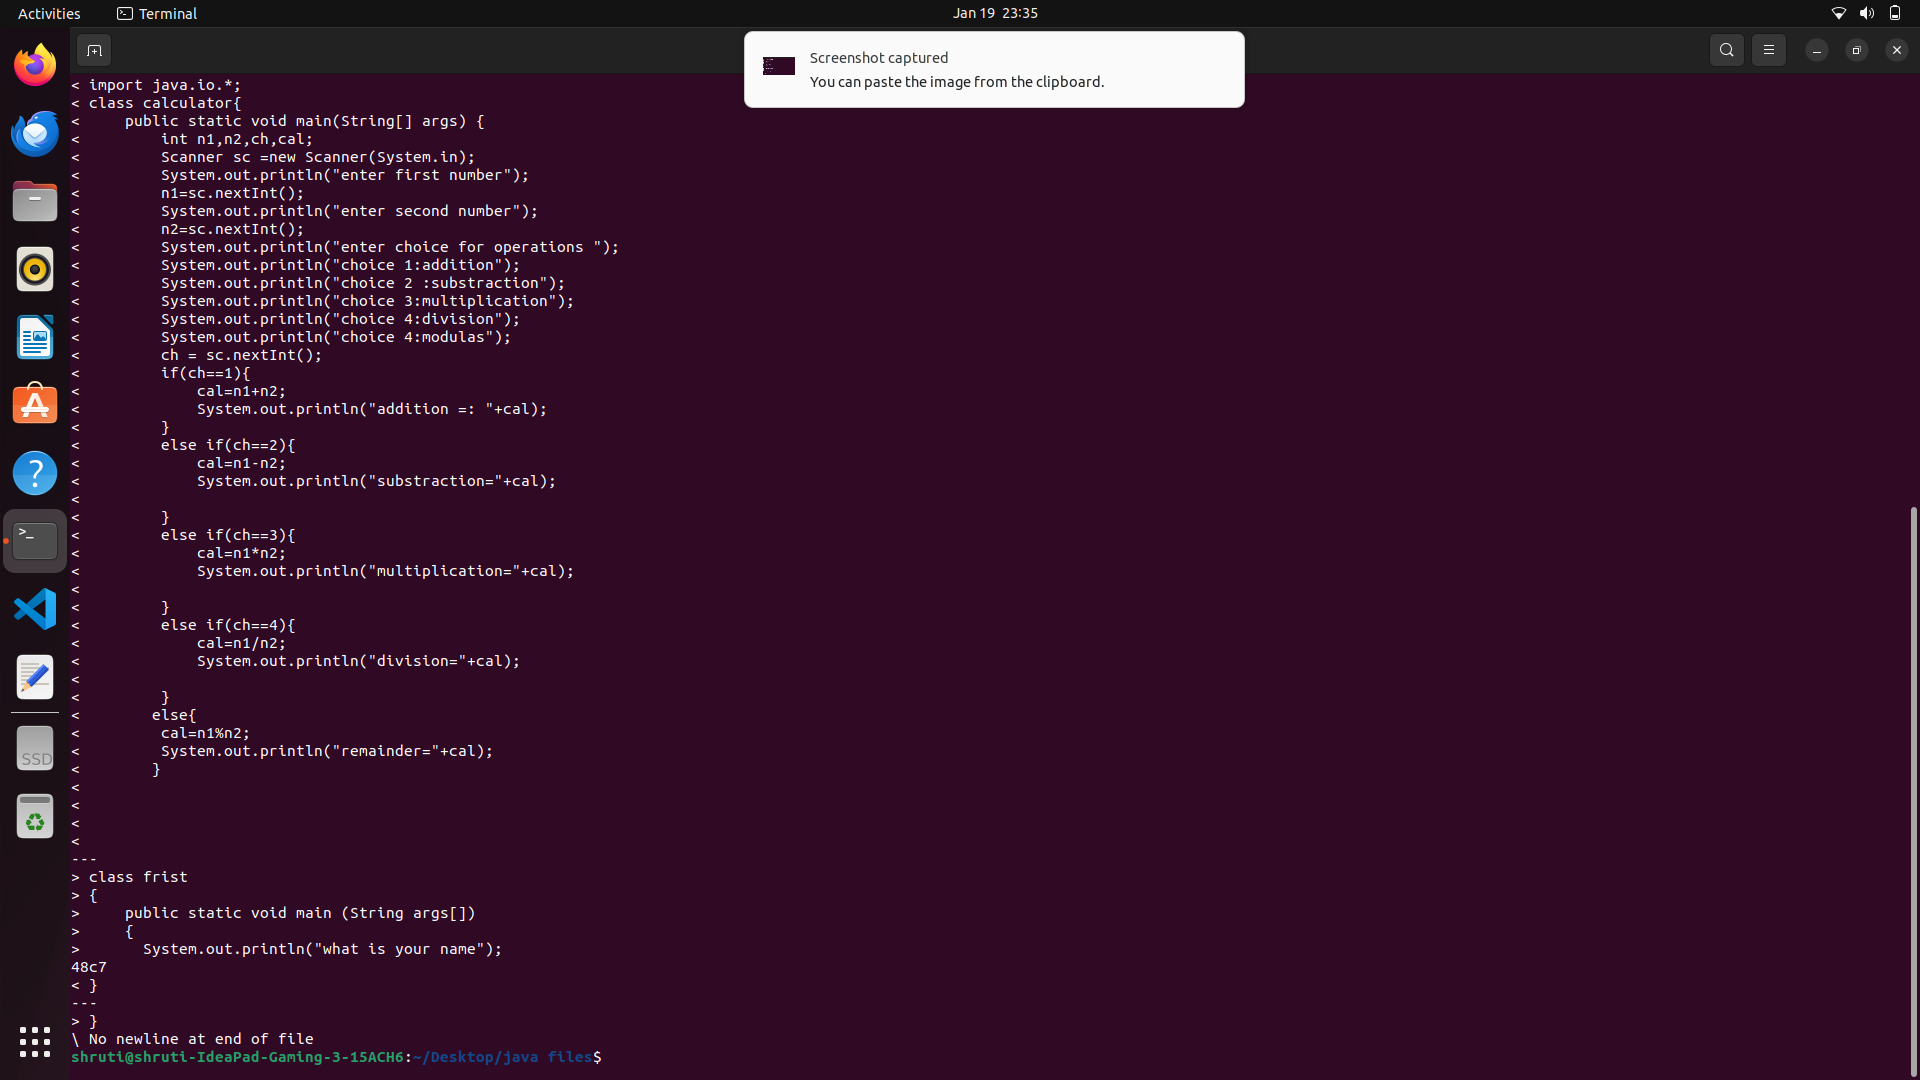 Activities
Terminal
Jan 19 23:35
Screenshot captured
You can paste the image from the clipboard.
< import java.io.*;
< class calculator{
<     public static void main(String[] args) {
<         int n1,n2,ch,cal;
<         Scanner sc =new Scanner(System.in);
<         System.out.println("enter first number");
<         n1=sc.nextInt();
<         System.out.println("enter second number");
<         n2=sc.nextInt();
<         System.out.println("enter choice for operations ");
<         System.out.println("choice 1:addition");
<         System.out.println("choice 2 :substraction");
<         System.out.println("choice 3:multiplication");
<         System.out.println("choice 4:division");
<         System.out.println("choice 4:modulas");
<         ch = sc.nextInt();
<         if(ch==1){
<             cal=n1+n2;
<             System.out.println("addition =: "+cal);
<         }
<         else if(ch==2){
<             cal=n1-n2;
<             System.out.println("substraction="+cal);
<
<         }
<         else if(ch==3){
<             cal=n1*n2;
<             System.out.println("multiplication="+cal);
<
<         }
<         else if(ch==4){
<             cal=n1/n2;
<             System.out.println("division="+cal);
<
<         }
<        else{
<         cal=n1%n2;
<         System.out.println("remainder="+cal);
<        }
<
<
<
<
---
> class frist
> {
>     public static void main (String args[])
>     {
>       System.out.println("what is your name");
48c7
< }
---
> }
\ No newline at end of file
shruti@shruti-IdeaPad-Gaming-3-15ACH6:~/Desktop/java files$
SSD